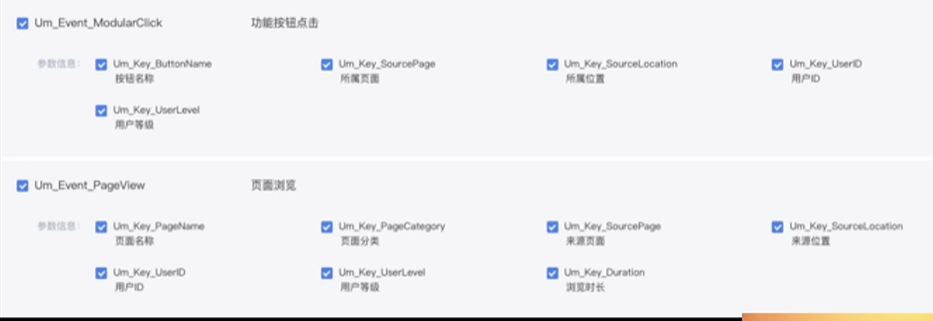 Um_Event_ModularClick 功能按钮点击
参数信息: Um_Key_ButtonName Um_Key_SourcePage Um_Key_SourceLocation Um_Key_UserID
按钮名称 所属页面 所属位置 用户ID
Um_Key_UserLevel
用户等级
Um_Event_PageView 页面浏览
参数信息: Um_Key_PageName Um_Key_PageCategory Um_Key_SourcePage Um_Key_SourceLocation
页面名称 页面分类 来源页面 来源位置
Um_Key_UserID Um_Key_UserLevel Um_Key_Duration
用户ID 用户等级 浏览时长